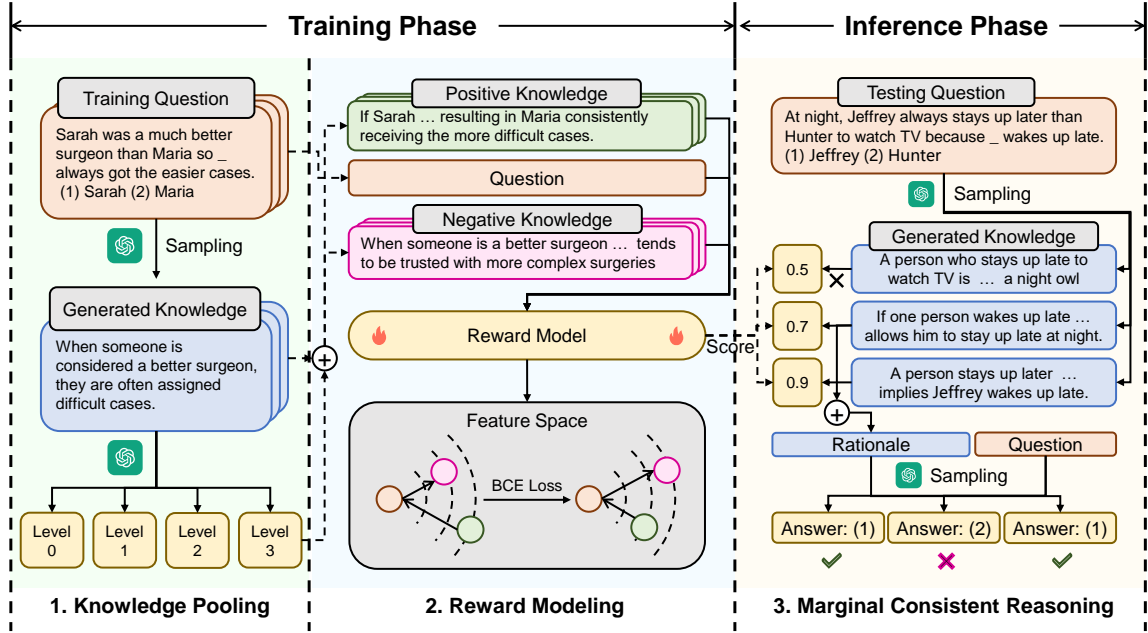 Training Phase
Inference Phase
Training Question
Sarah was a much better
surgeon than Maria so _
always got the easier cases.
(1) Sarah (2) Maria
Sampling
Generated Knowledge
When someone is
considered a better surgeon,
they are often assigned
difficult cases.
Level
0
Level
1
Level
2
Level
3
1. Knowledge Pooling
Positive Knowledge
If Sarah … resulting in Maria consistently
receiving the more difficult cases.
Question
Negative Knowledge
When someone is a better surgeon … tends
to be trusted with more complex surgeries
Reward Model
Score
Feature Space
BCE Loss
2. Reward Modeling
Testing Question
At night, Jeffrey always stays up later than
Hunter to watch TV because _ wakes up late.
(1) Jeffrey (2) Hunter
Sampling
Generated Knowledge
0.5
A person who stays up late to
watch TV is … a night owl
0.7
If one person wakes up late …
allows him to stay up late at night.
0.9
A person stays up later …
implies Jeffrey wakes up late.
Rationale
Question
Sampling
Answer: (1)
Answer: (2)
Answer: (1)
3. Marginal Consistent Reasoning